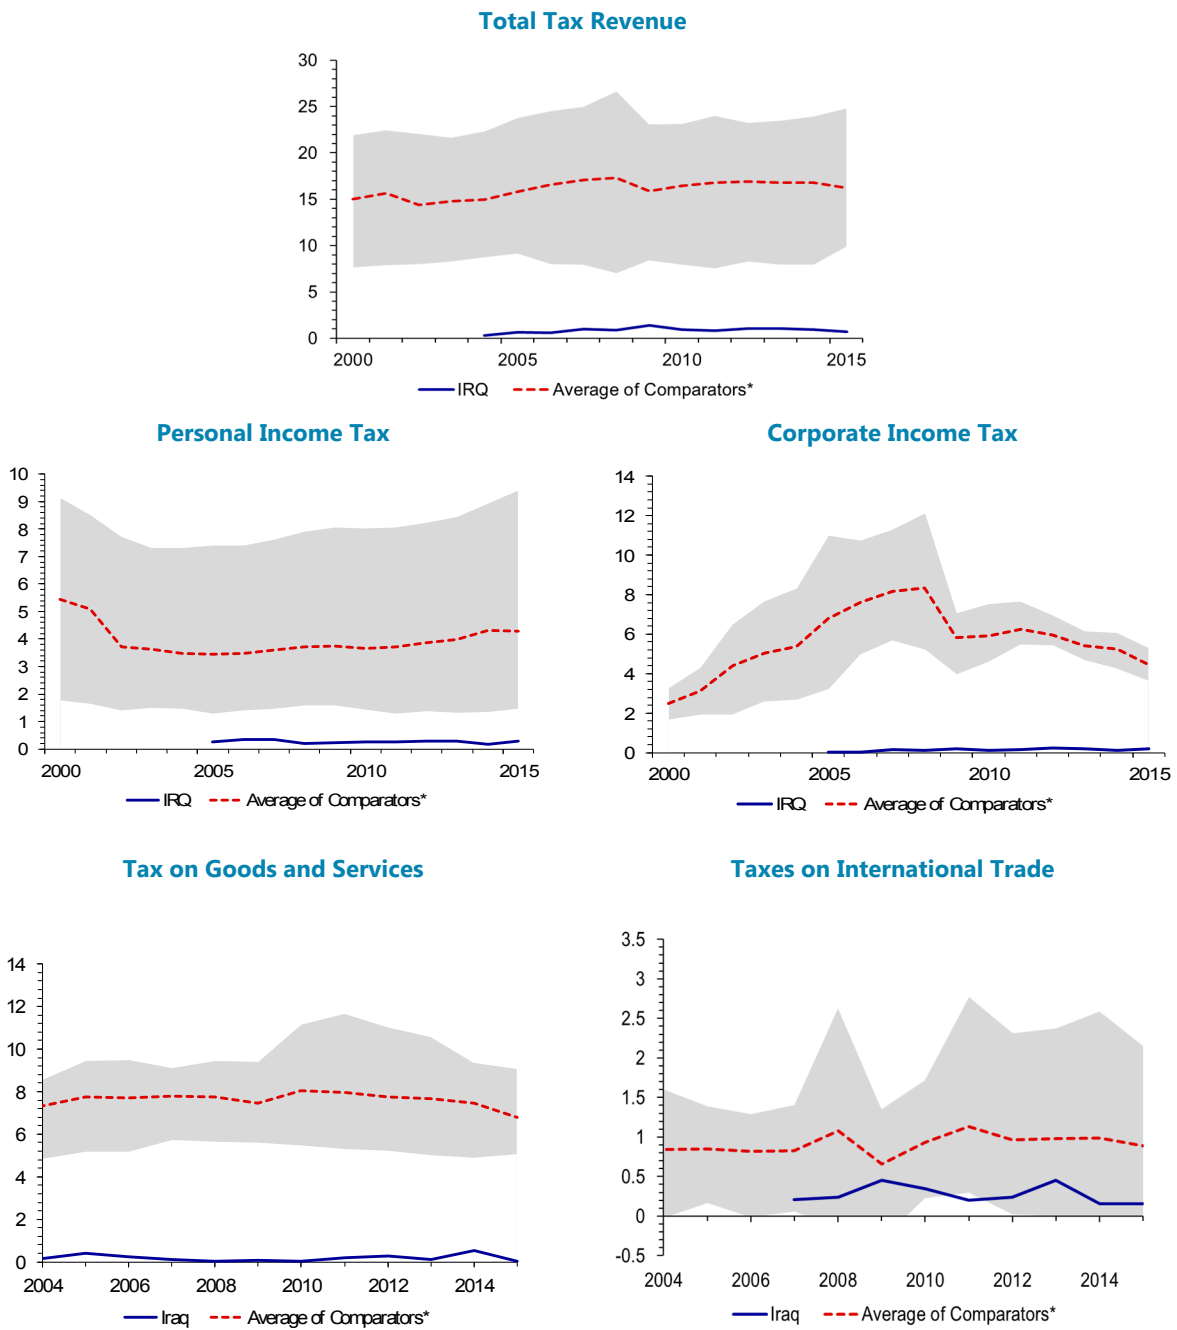 Total Tax Revenue
30
25
20
15
10
5
0
2000 2005 2010 2015
IRQ Average of Comparators*
Personal Income Tax
10
9
8
7
6
5
4
3
2
1
0
2000 2005 2010 2015
IRQ Average of Comparators*
Corporate Income Tax
14
12
10
8
6
4
2
0
2000 2005 2010 2015
IRQ Average of Comparators*
Tax on Goods and Services
14
12
10
8
6
4
2
0
2004 2006 2008 2010 2012 2014
Iraq Average of Comparators*
Taxes on International Trade
3.5
3
2.5
2
1.5
1
0.5
0
-0.5
2004 2006 2008 2010 2012 2014
Iraq Average of Comparators*